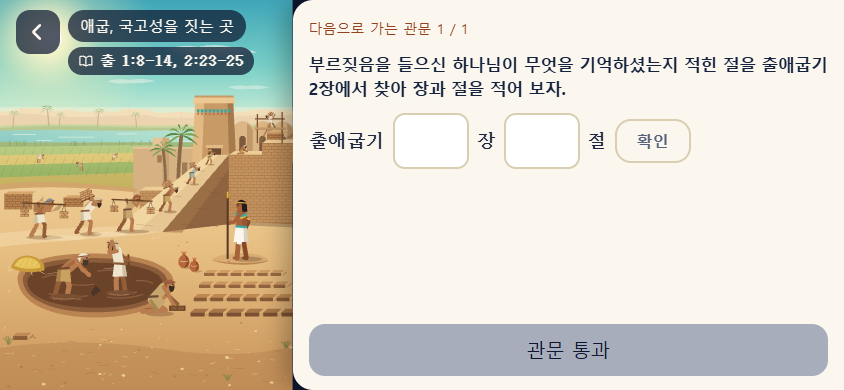 애굽, 국고성을 짓는 곳
출 1:8–14, 2:23–25
다음으로 가는 관문 1 / 1
부르짖음을 들으신 하나님이 무엇을 기억하셨는지 적힌 절을 출애굽기
2장에서 찾아 장과 절을 적어 보자.
출애굽기 장 절 확인
관문 통과